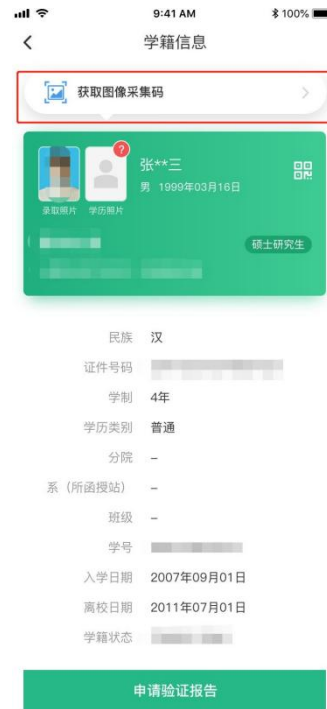 9:41 AM
100%
学籍信息
获取图像采集码
?
张**三
男 1999年03月16日
录取照片 学历照片
硕士研究生
民族 汉
证件号码
学制 4年
学历类别 普通
分院 –
系（所函授站） –
班级 –
学号
入学日期 2007年09月01日
离校日期 2011年07月01日
学籍状态
申请验证报告